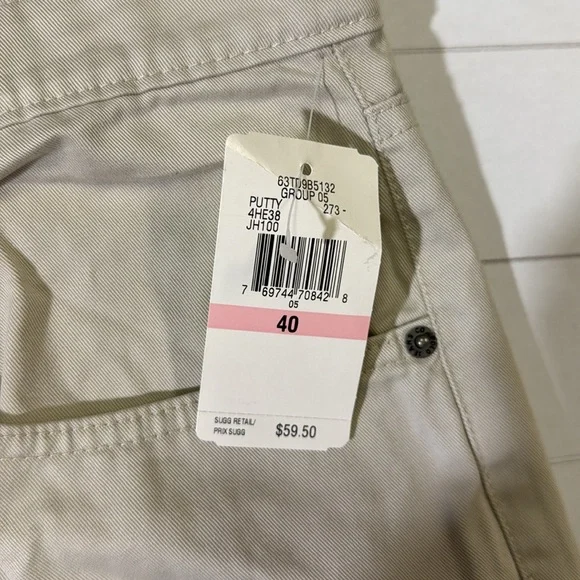 63TD9B5132
GROUP 05
PUTTY 273 -
4HE38
JH100
7 69744 70842 8
05
40
SUGG RETAIL/
PRIX SUGG $59.50